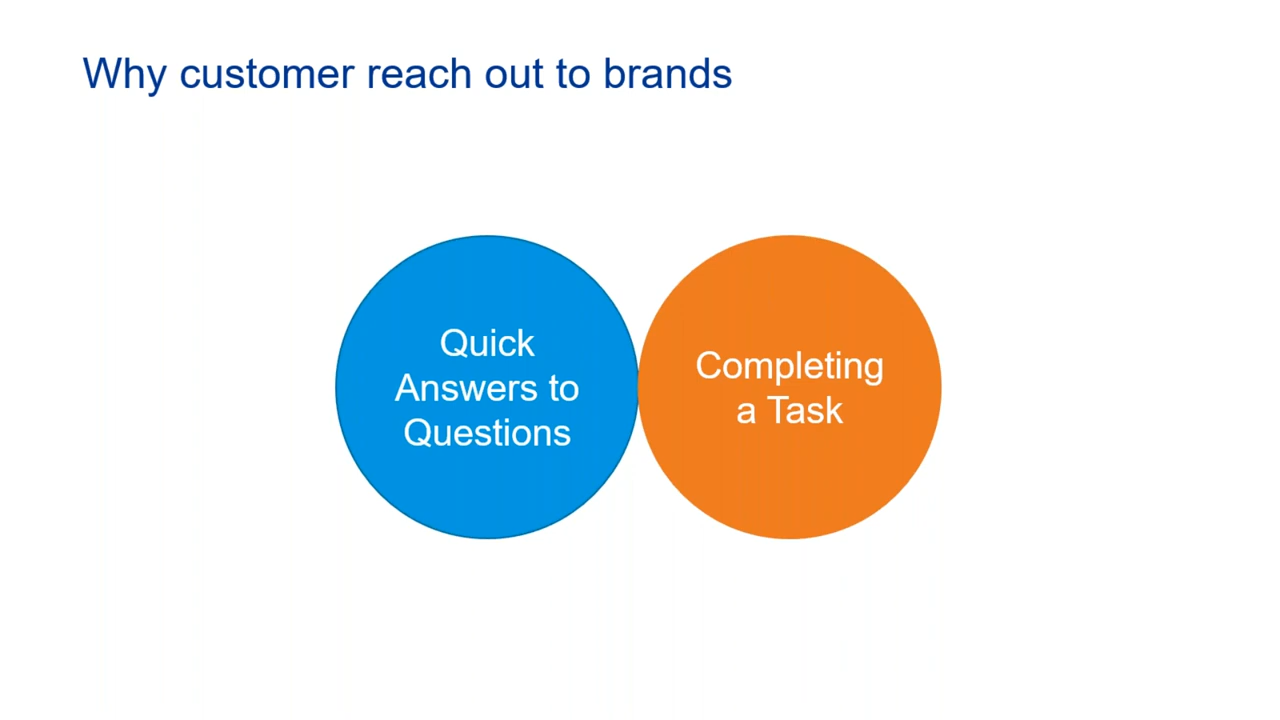 Why customer reach out to brands
Quick
Answers to
Questions
Completing
a Task